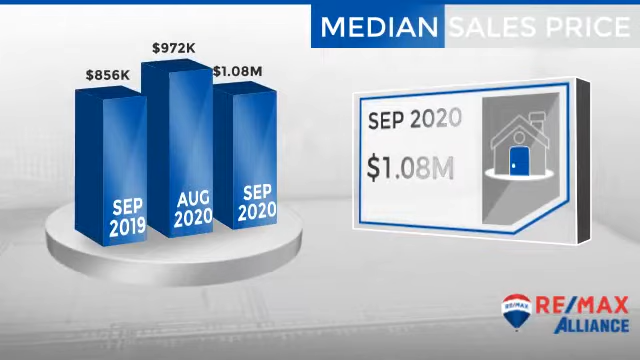 MEDIAN SALES PRICE
$856K
$972K
$1.08M
SEP
2019
AUG
2020
SEP
2020
SEP 2020
$1.08M
RE/MAX
RE/MAX
ALLIANCE